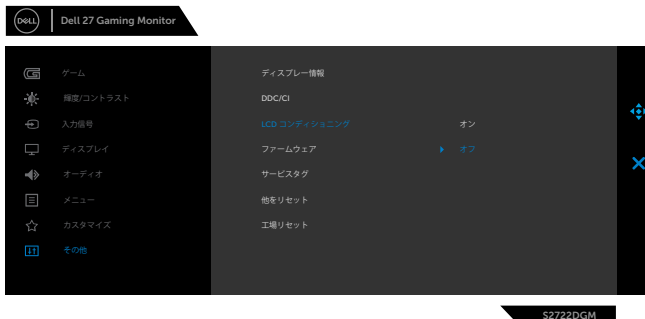 DELL
Dell 27 Gaming Monitor
ゲーム
輝度/コントラスト
入力信号
ディスプレイ
オーディオ
メニュー
カスタマイズ
その他
ディスプレー情報
DDC/CI
LCD コンディショニング オン
ファームウェア オフ
サービスタグ
他をリセット
工場リセット
S2722DGM